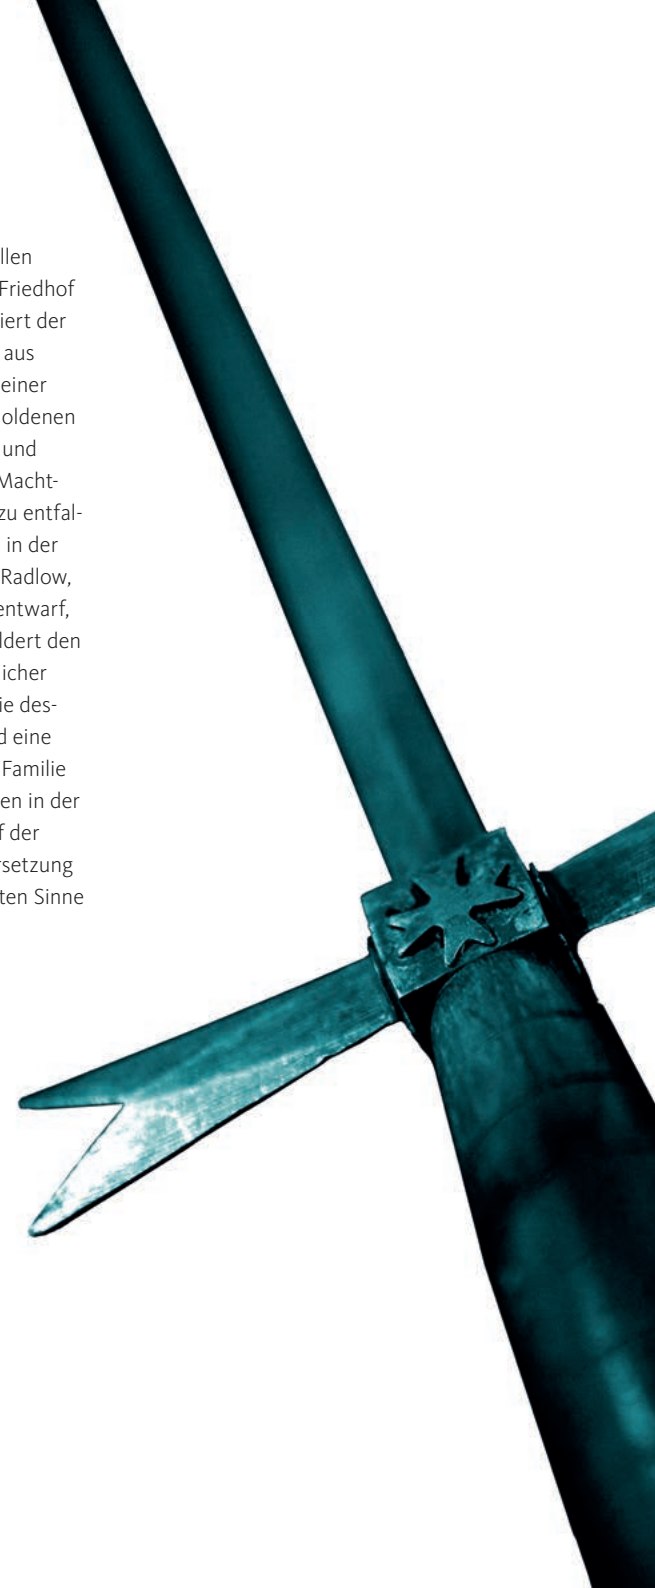 llen
Friedhof
iert der
aus
einer
oldenen
und
Macht-
zu entfal-
in der
Radlow,
entwarf,
ldert den
icher
ie des-
d eine
Familie
en in der
f der
rsetzung
ten Sinne